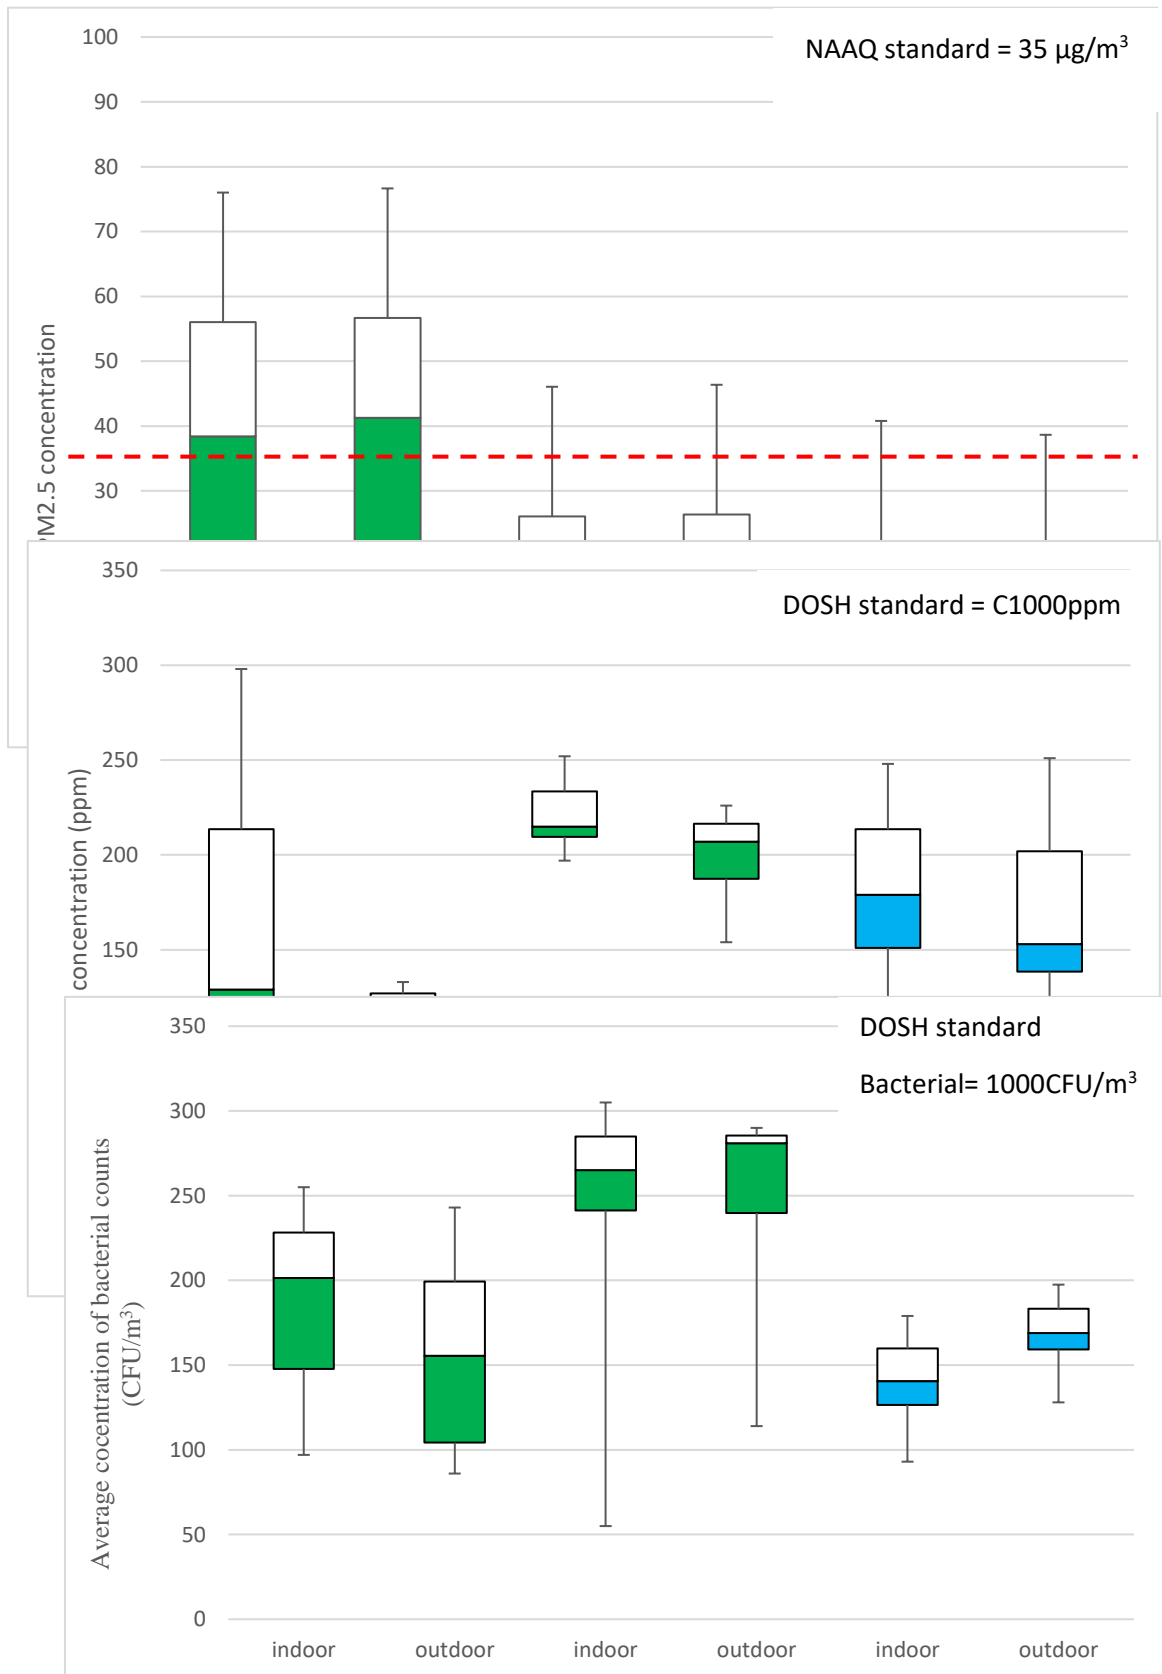 NAAQ standard = 35 µg/m³
100
90
80
70
60
50
40
30
PM2.5 concentration
DOSH standard = C1000ppm
350
300
250
200
150
concentration (ppm)
DOSH standard
Bacterial= 1000CFU/m³
350
300
250
200
150
100
50
0
Average cocentration of bacterial counts
(CFU/m³)
indoor outdoor indoor outdoor indoor outdoor